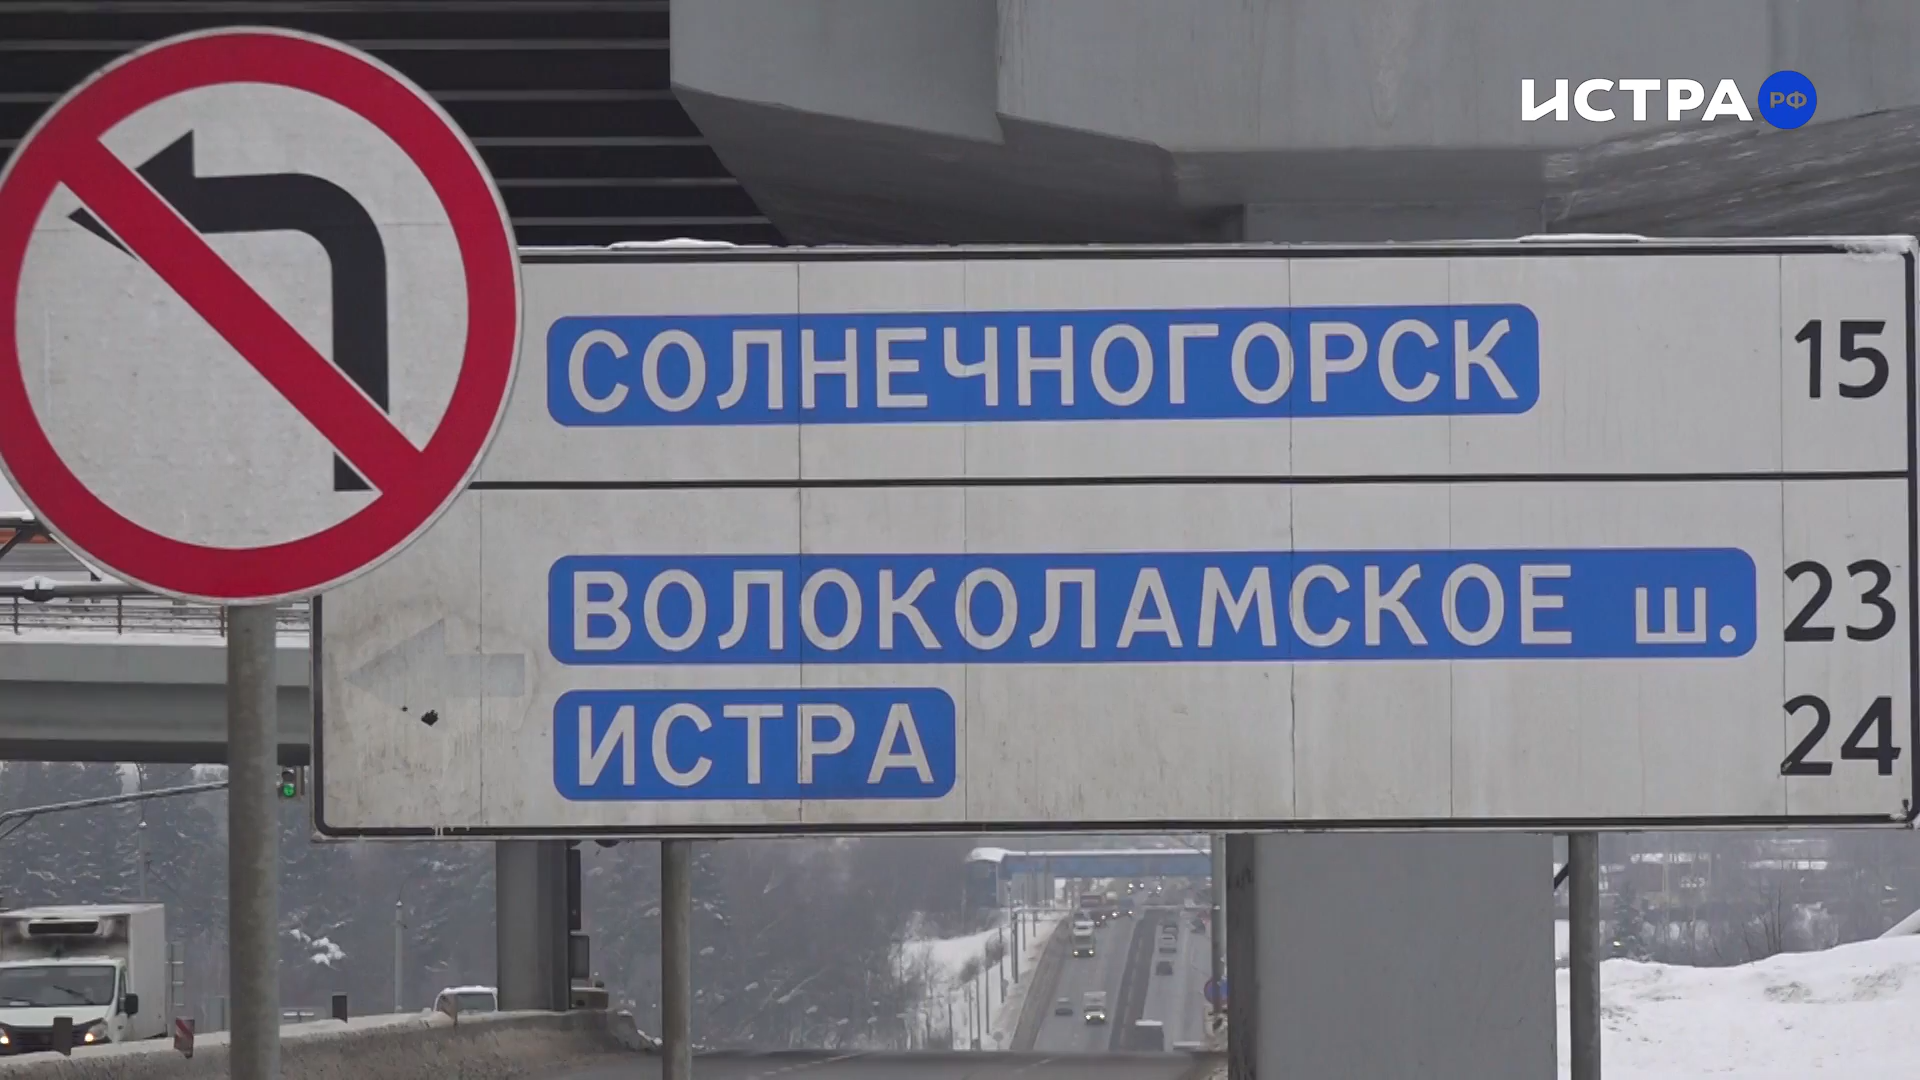 ИСТРА РФ
СОЛНЕЧНОГОРСК 15
ВОЛОКОЛАМСКОЕ ш. 23
ИСТРА 24